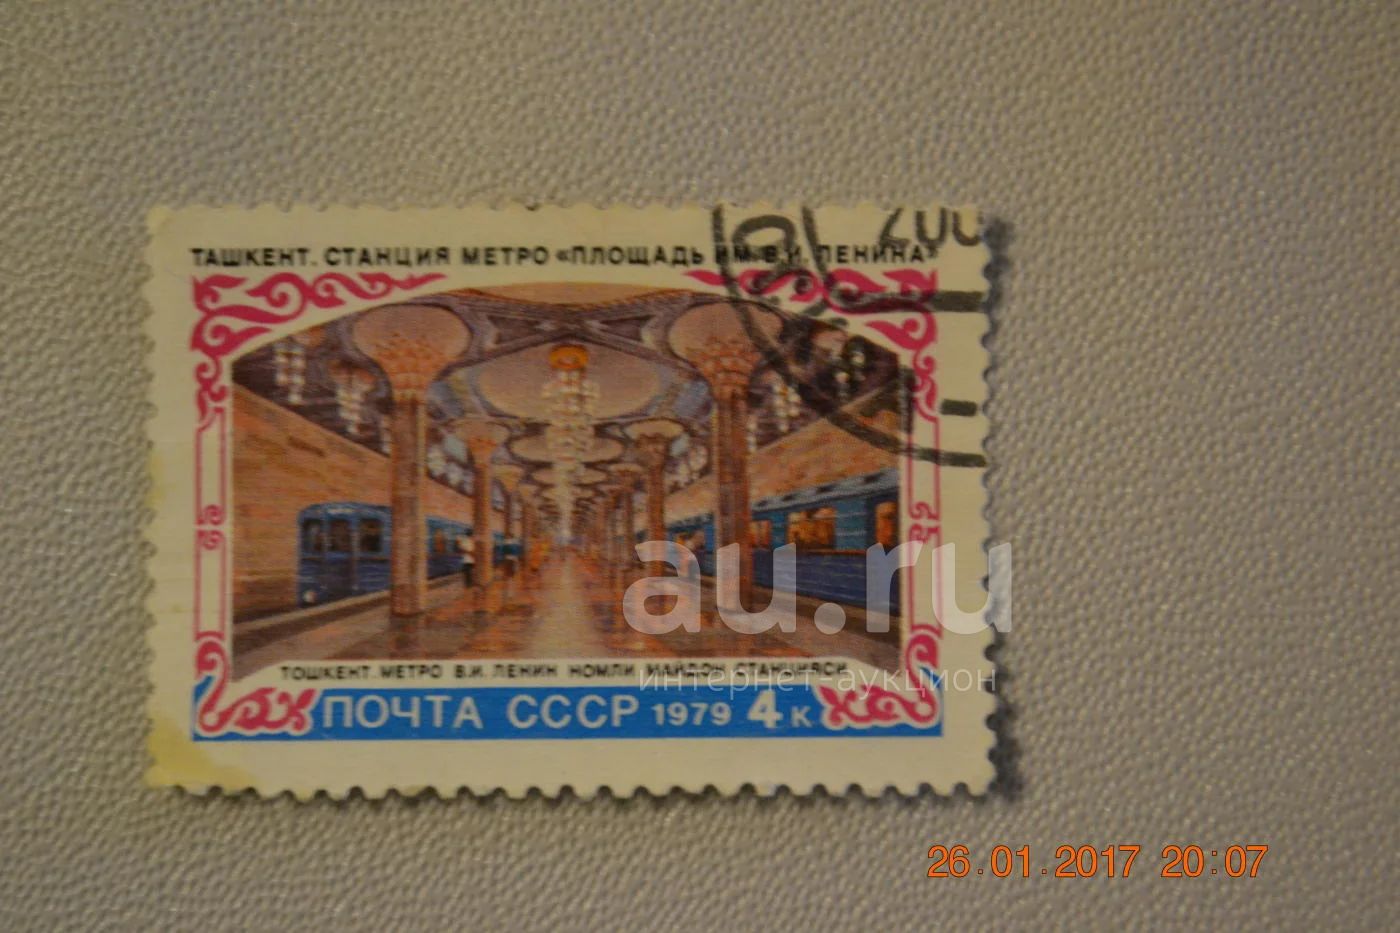 ТАШКЕНТ. СТАНЦИЯ МЕТРО «ПЛОЩАДЬ ИМ. В.И. ЛЕНИНА»
au.ru
ТОШКЕНТ. МЕТРО В.И. ЛЕНИН НОМЛИ МАЙДОН СТАНЦИЯСИ
интернет-аукцион
ПОЧТА СССР 1979 4 к
26.01.2017 20:07